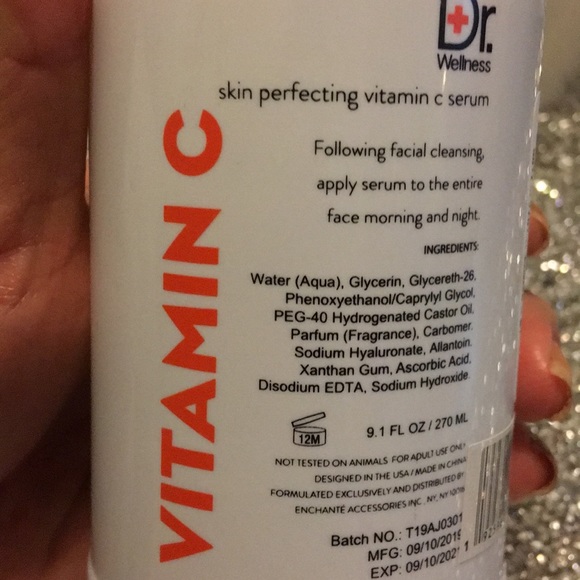 Dr.
Wellness
skin perfecting vitamin c serum
VITAMIN C
Following facial cleansing,
apply serum to the entire
face morning and night.
INGREDIENTS:
Water (Aqua), Glycerin, Glycereth-26,
Phenoxyethanol/Caprylyl Glycol,
PEG-40 Hydrogenated Castor Oil,
Parfum (Fragrance), Carbomer,
Sodium Hyaluronate, Allantoin,
Xanthan Gum, Ascorbic Acid,
Disodium EDTA, Sodium Hydroxide.
12M
9.1 FL OZ / 270 ML
NOT TESTED ON ANIMALS FOR ADULT USE ONLY
DESIGNED IN THE USA / MADE IN CHINA
FORMULATED EXCLUSIVELY AND DISTRIBUTED BY
ENCHANTÉ ACCESSORIES INC., NY, NY
Batch NO.: T19AJ0301
MFG: 09/10/2019
EXP: 09/10/2021